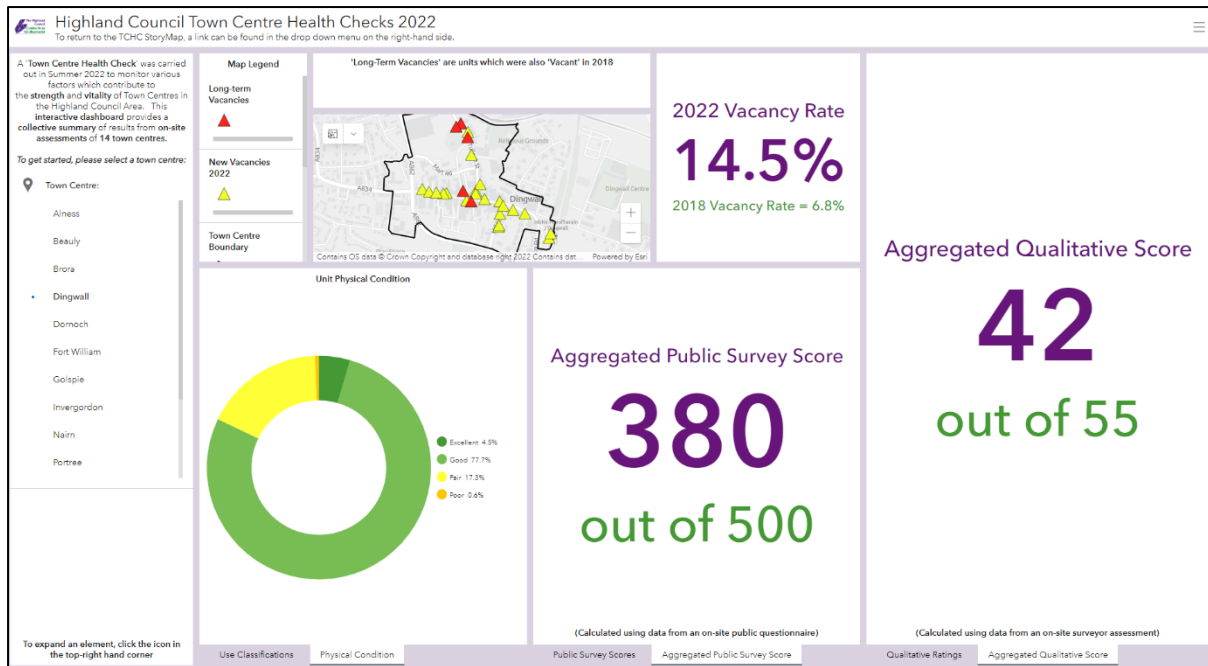 Highland Council Town Centre Health Checks 2022
To return to the TCHC StoryMap, a link can be found in the drop down menu on the right-hand side.
A 'Town Centre Health Check' was carried
out in Summer 2022 to monitor various
factors which contribute to
the strength and vitality of Town Centres in
the Highland Council Area. This
interactive dashboard provides a
collective summary of results from on-site
assessments of 14 town centres.
To get started, please select a town centre:
Town Centre:
Alness
Beauly
Brora
Dingwall
Dornoch
Fort William
Golspie
Invergordon
Nairn
Portree
To expand an element, click the icon in
the top-right hand corner
Map Legend
Long-term
Vacancies
New Vacancies
2022
Town Centre
Boundary
'Long-Term Vacancies' are units which were also 'Vacant' in 2018
A834
A834
A862
Dingwall
Dingwall Centre
Contains OS data © Crown Copyright and database right 2022 Contains dat...
Powered by Esri
2022 Vacancy Rate
14.5%
2018 Vacancy Rate = 6.8%
Unit Physical Condition
Excellent 4.5%
Good 77.7%
Fair 17.3%
Poor 0.6%
Use Classifications
Physical Condition
Aggregated Public Survey Score
380
out of 500
(Calculated using data from an on-site public questionnaire)
Public Survey Scores
Aggregated Public Survey Score
Aggregated Qualitative Score
42
out of 55
(Calculated using data from an on-site surveyor assessment)
Qualitative Ratings
Aggregated Qualitative Score